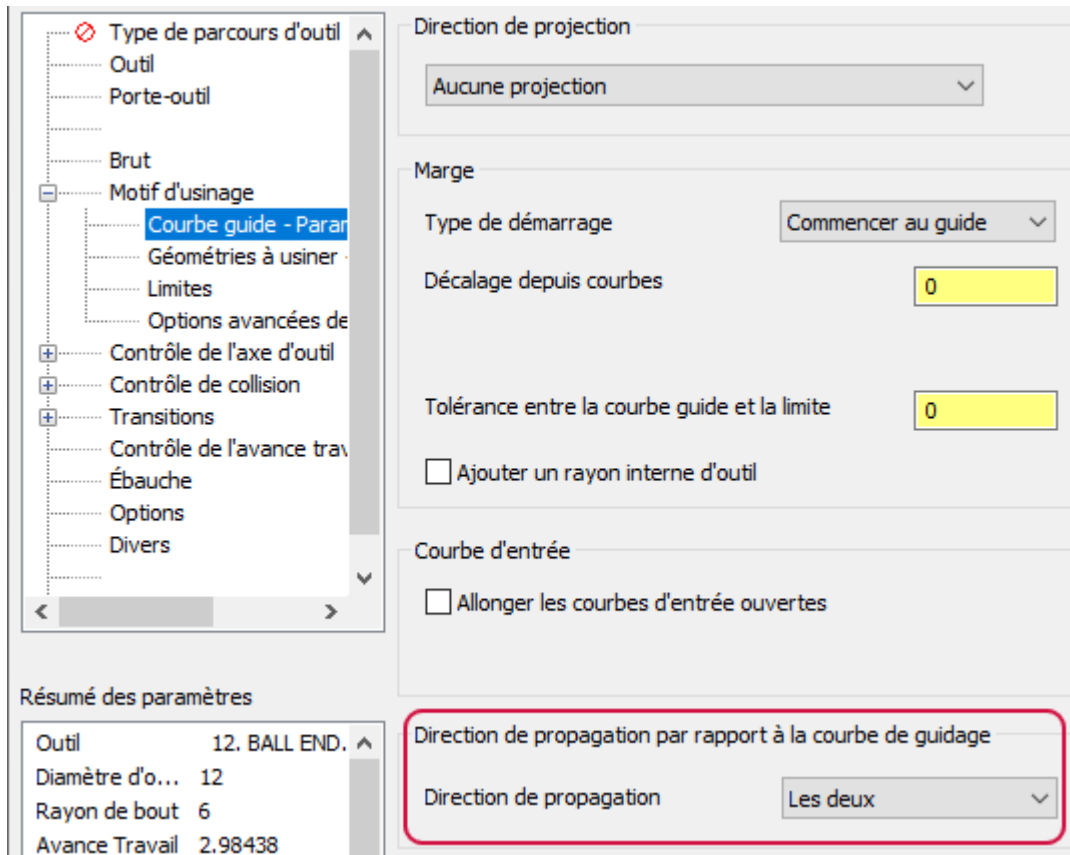 Type de parcours d'outil
Outil
Porte-outil
Brut
Motif d'usinage
Courbe guide - Parar
Géométries à usiner
Limites
Options avancées de
Contrôle de l'axe d'outil
Contrôle de collision
Transitions
Contrôle de l'avance trav
Ébauche
Options
Divers
Résumé des paramètres
Outil 12. BALL END.
Diamètre d'o... 12
Rayon de bout 6
Avance Travail 2.98438
Direction de projection
Aucune projection
Marge
Type de démarrage Commencer au guide
Décalage depuis courbes 0
Tolérance entre la courbe guide et la limite 0
Ajouter un rayon interne d'outil
Courbe d'entrée
Allonger les courbes d'entrée ouvertes
Direction de propagation par rapport à la courbe de guidage
Direction de propagation Les deux